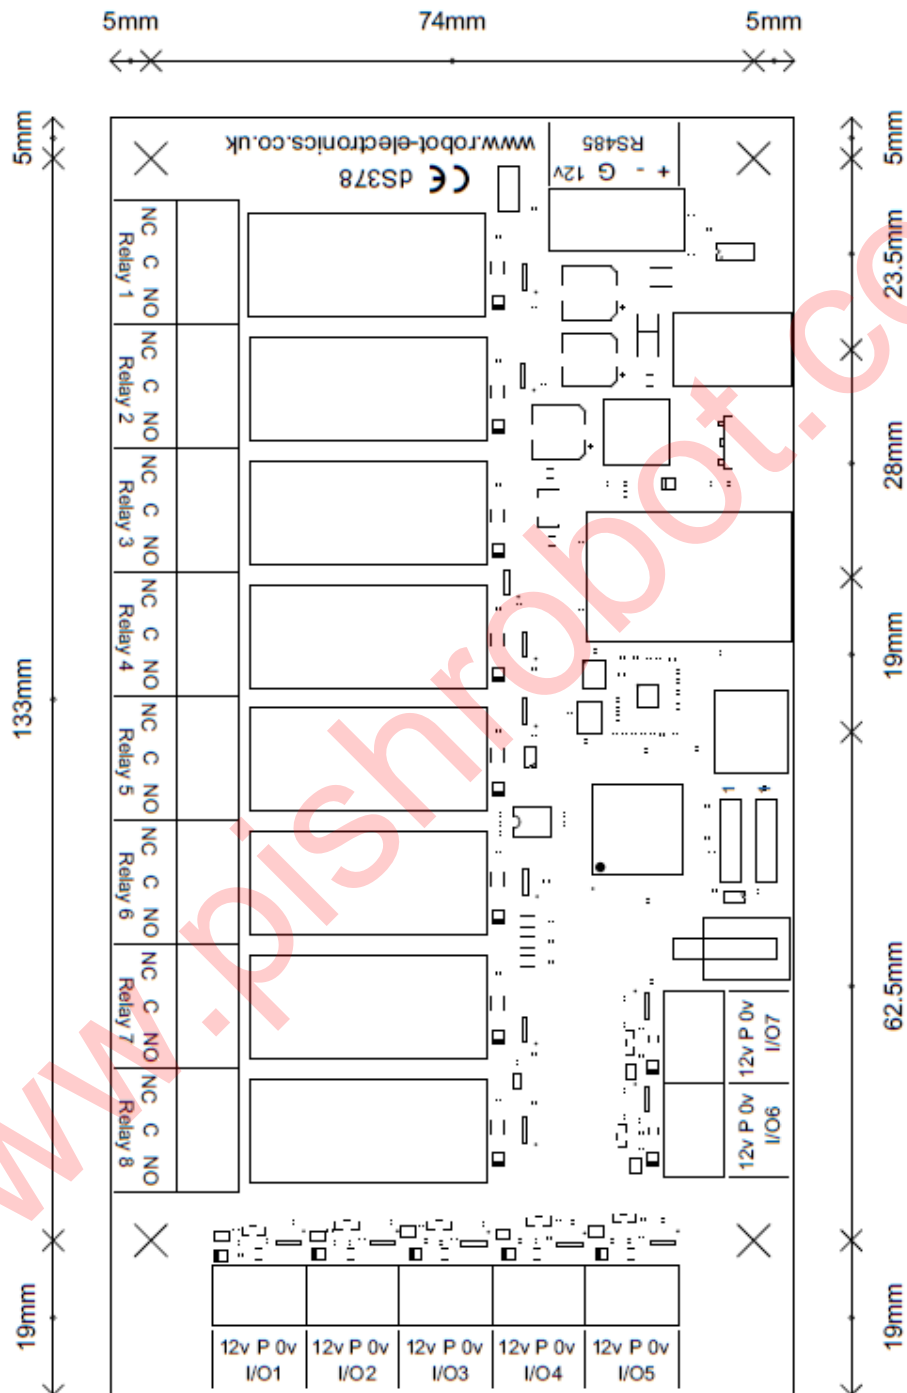 5mm 74mm 5mm
5mm
133mm
19mm
5mm
23.5mm
28mm
19mm
62.5mm
19mm
www.robot-electronics.co.uk
CE dS378
RS485
+ - G 12v
NC C NO
Relay 1
NC C NO
Relay 2
NC C NO
Relay 3
NC C NO
Relay 4
NC C NO
Relay 5
NC C NO
Relay 6
NC C NO
Relay 7
NC C NO
Relay 8
1
12v P 0v
I/O7
12v P 0v
I/O6
12v P 0v 12v P 0v 12v P 0v 12v P 0v 12v P 0v
I/O1 I/O2 I/O3 I/O4 I/O5
www.pishrobot.co